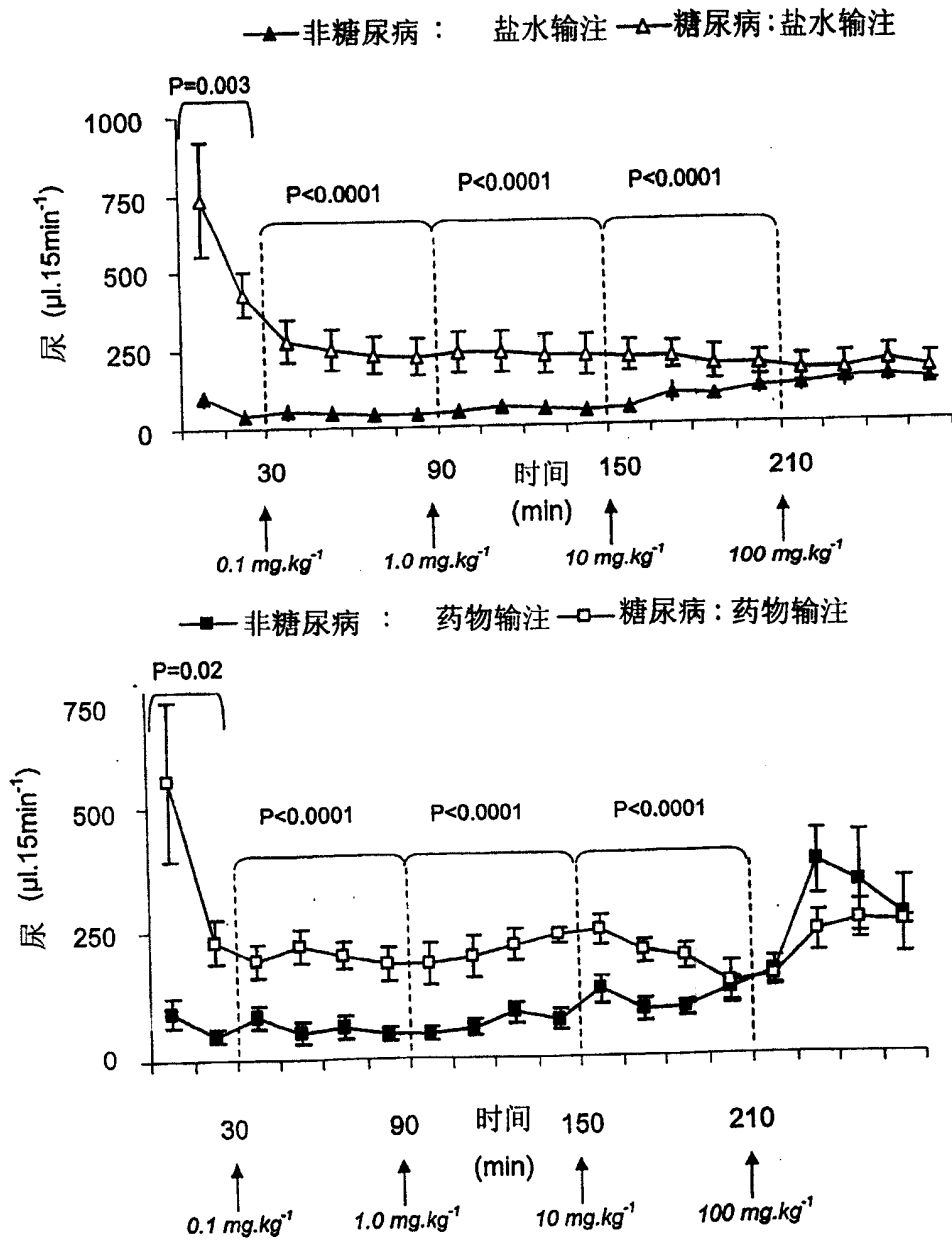 非糖尿病 : 盐水输注 糖尿病:盐水输注
P=0.003
1000
750
500
250
0
尿 (µl.15min⁻¹)
P<0.0001 P<0.0001 P<0.0001
30 90 时间 150 210
(min)
0.1 mg.kg⁻¹ 1.0 mg.kg⁻¹ 10 mg.kg⁻¹ 100 mg.kg⁻¹
非糖尿病 : 药物输注 糖尿病:药物输注
P=0.02
750
500
250
0
尿 (µl.15min⁻¹)
P<0.0001 P<0.0001 P<0.0001
30 90 时间 150 210
(min)
0.1 mg.kg⁻¹ 1.0 mg.kg⁻¹ 10 mg.kg⁻¹ 100 mg.kg⁻¹